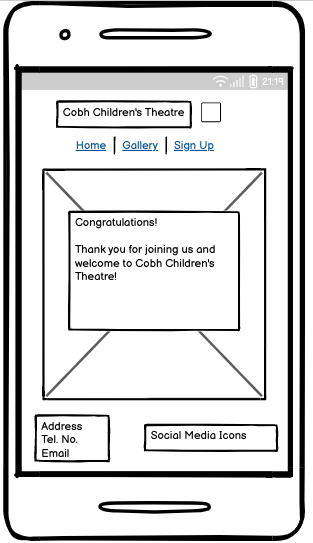 21:19
Cobh Children's Theatre
Home | Gallery | Sign Up
Congratulations!
Thank you for joining us and
welcome to Cobh Children's
Theatre!
Address
Tel. No.
Email
Social Media Icons